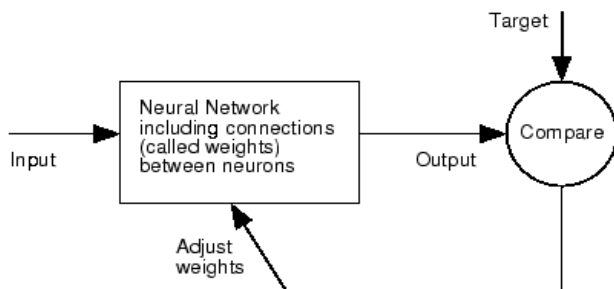 Target
Neural Network
including connections
(called weights)
between neurons
Compare
Input
Output
Adjust
weights